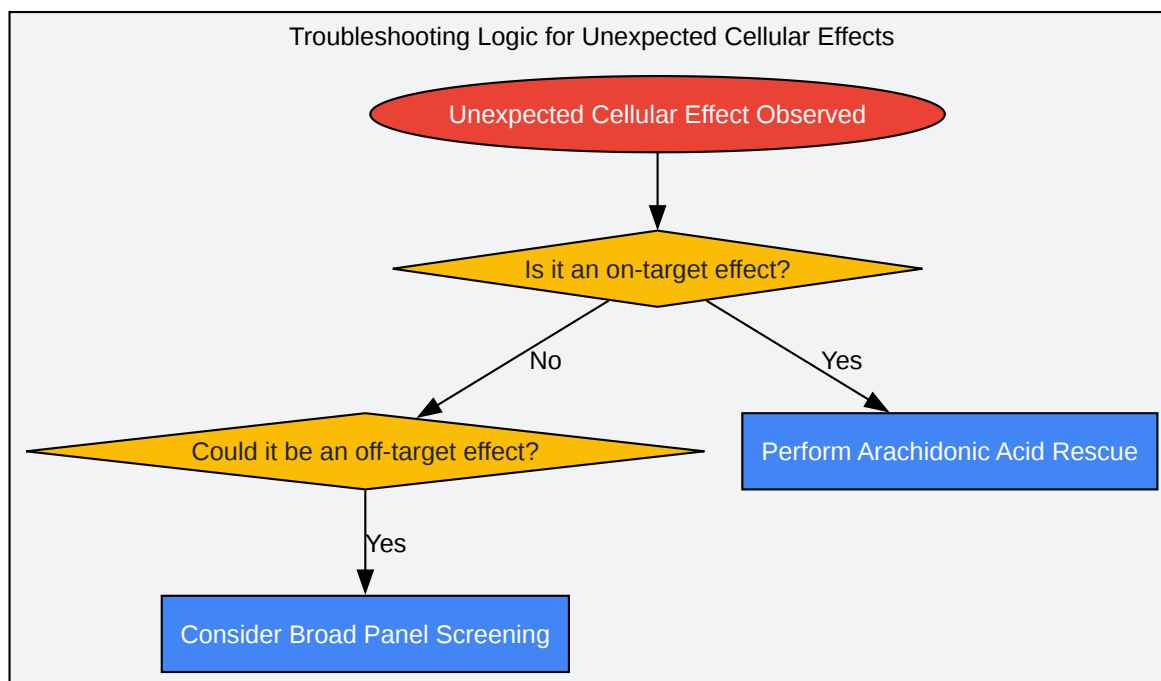 Troubleshooting Logic for Unexpected Cellular Effects
Unexpected Cellular Effect Observed
Is it an on-target effect?
No
Yes
Could it be an off-target effect?
Perform Arachidonic Acid Rescue
Yes
Consider Broad Panel Screening